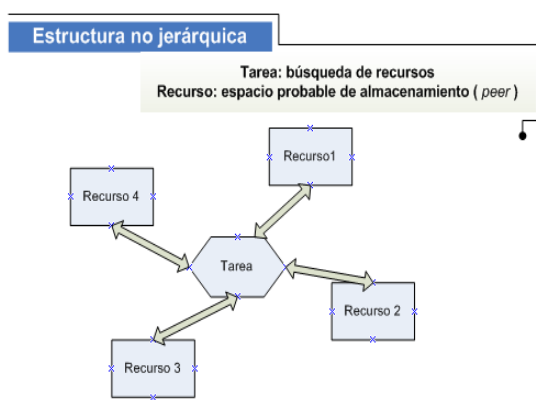 Estructura no jerárquica
Tarea: búsqueda de recursos
Recurso: espacio probable de almacenamiento ( peer )
Recurso1
Recurso 4
Tarea
Recurso 2
Recurso 3